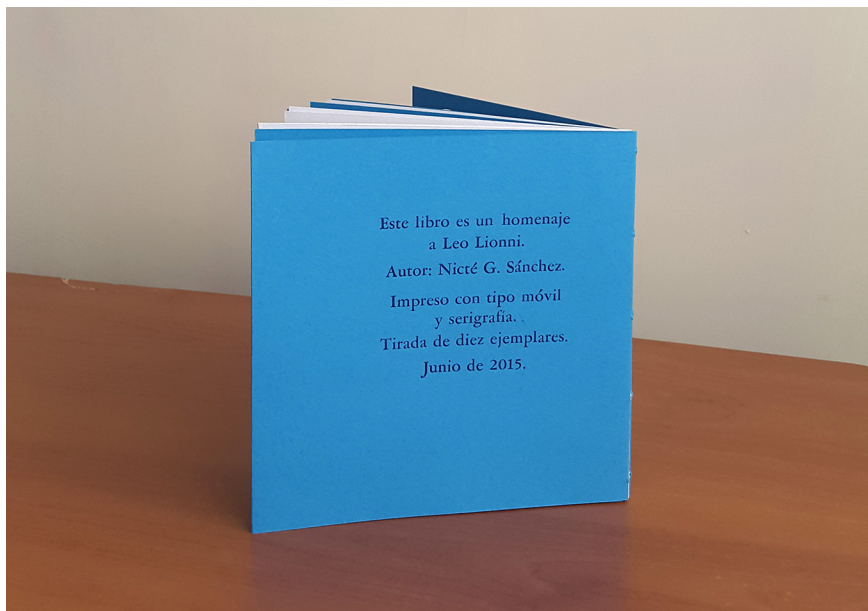 Este libro es un homenaje
a Leo Lionni.
Autor: Nicté G. Sánchez.
Impreso con tipo móvil
y serigrafía.
Tirada de diez ejemplares.
Junio de 2015.